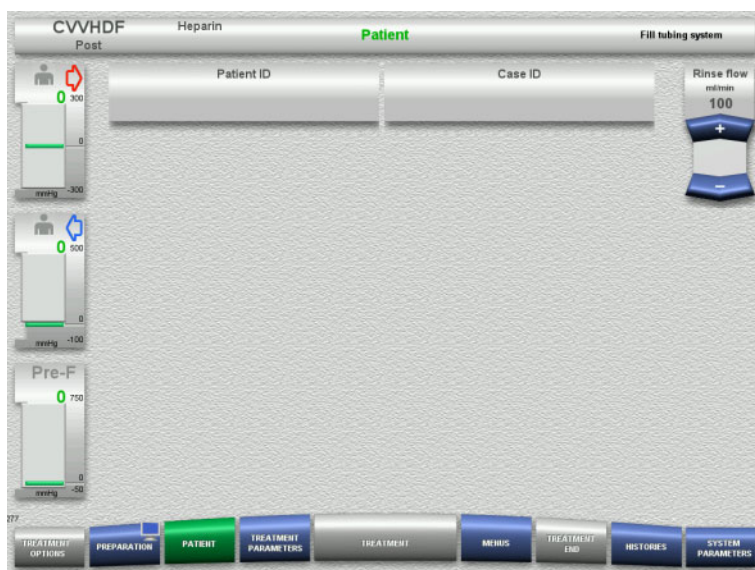 CVVHDF
Post
Heparin
Patient
Fill tubing system
0
300
0
-300
mmHg
Patient ID
Case ID
Rinse flow
ml/min
100
+
−
0
500
0
-100
mmHg
Pre-F
0
750
0
-50
mmHg
277
TREATMENT
OPTIONS
PREPARATION
PATIENT
TREATMENT
PARAMETERS
TREATMENT
MENUS
TREATMENT
END
HISTORIES
SYSTEM
PARAMETERS